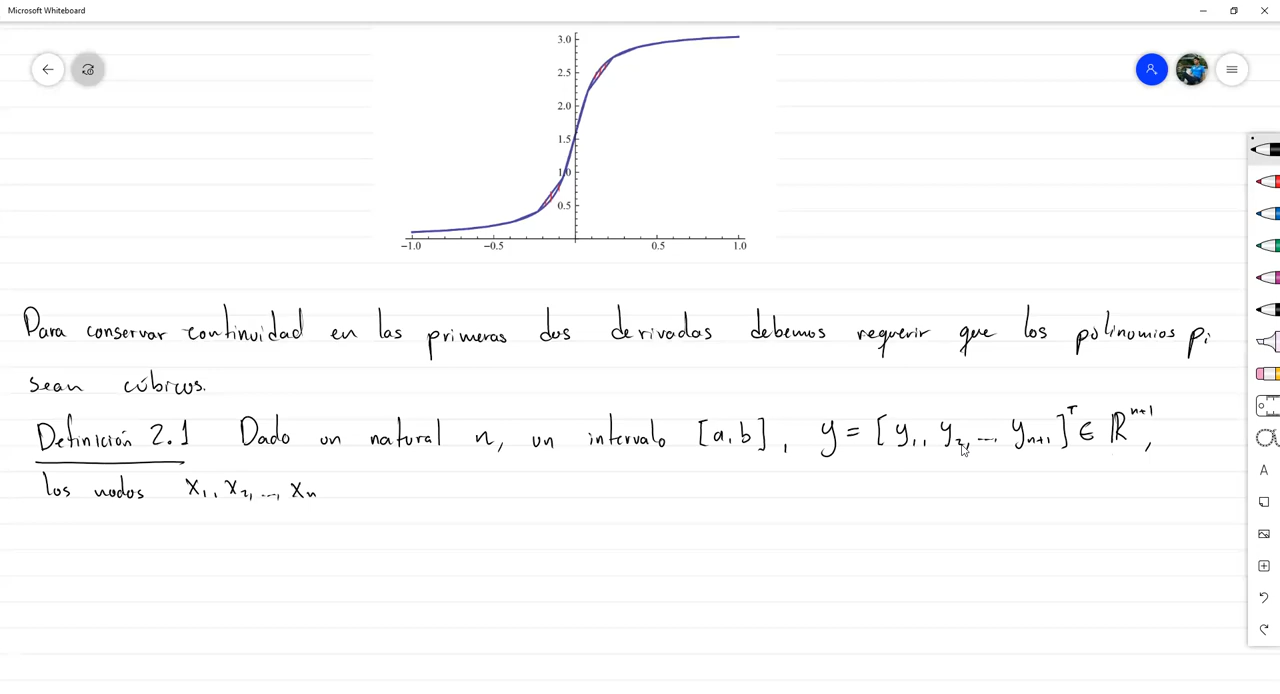 Microsoft Whiteboard
3.0
2.5
2.0
1.5
1.0
0.5
-1.0 -0.5 0.5 1.0
Para conservar continuidad en las primeras dos derivadas debemos requerir que los polinomios pi
sean cúbicos.
Definición 2.1 Dado un natural n, un intervalo [a,b], y = [y₁, y₂, ..., yₙ₊₁]ᵀ ∈ ℝⁿ⁺¹,
los nodos x₁, x₂, ..., xₙ
A